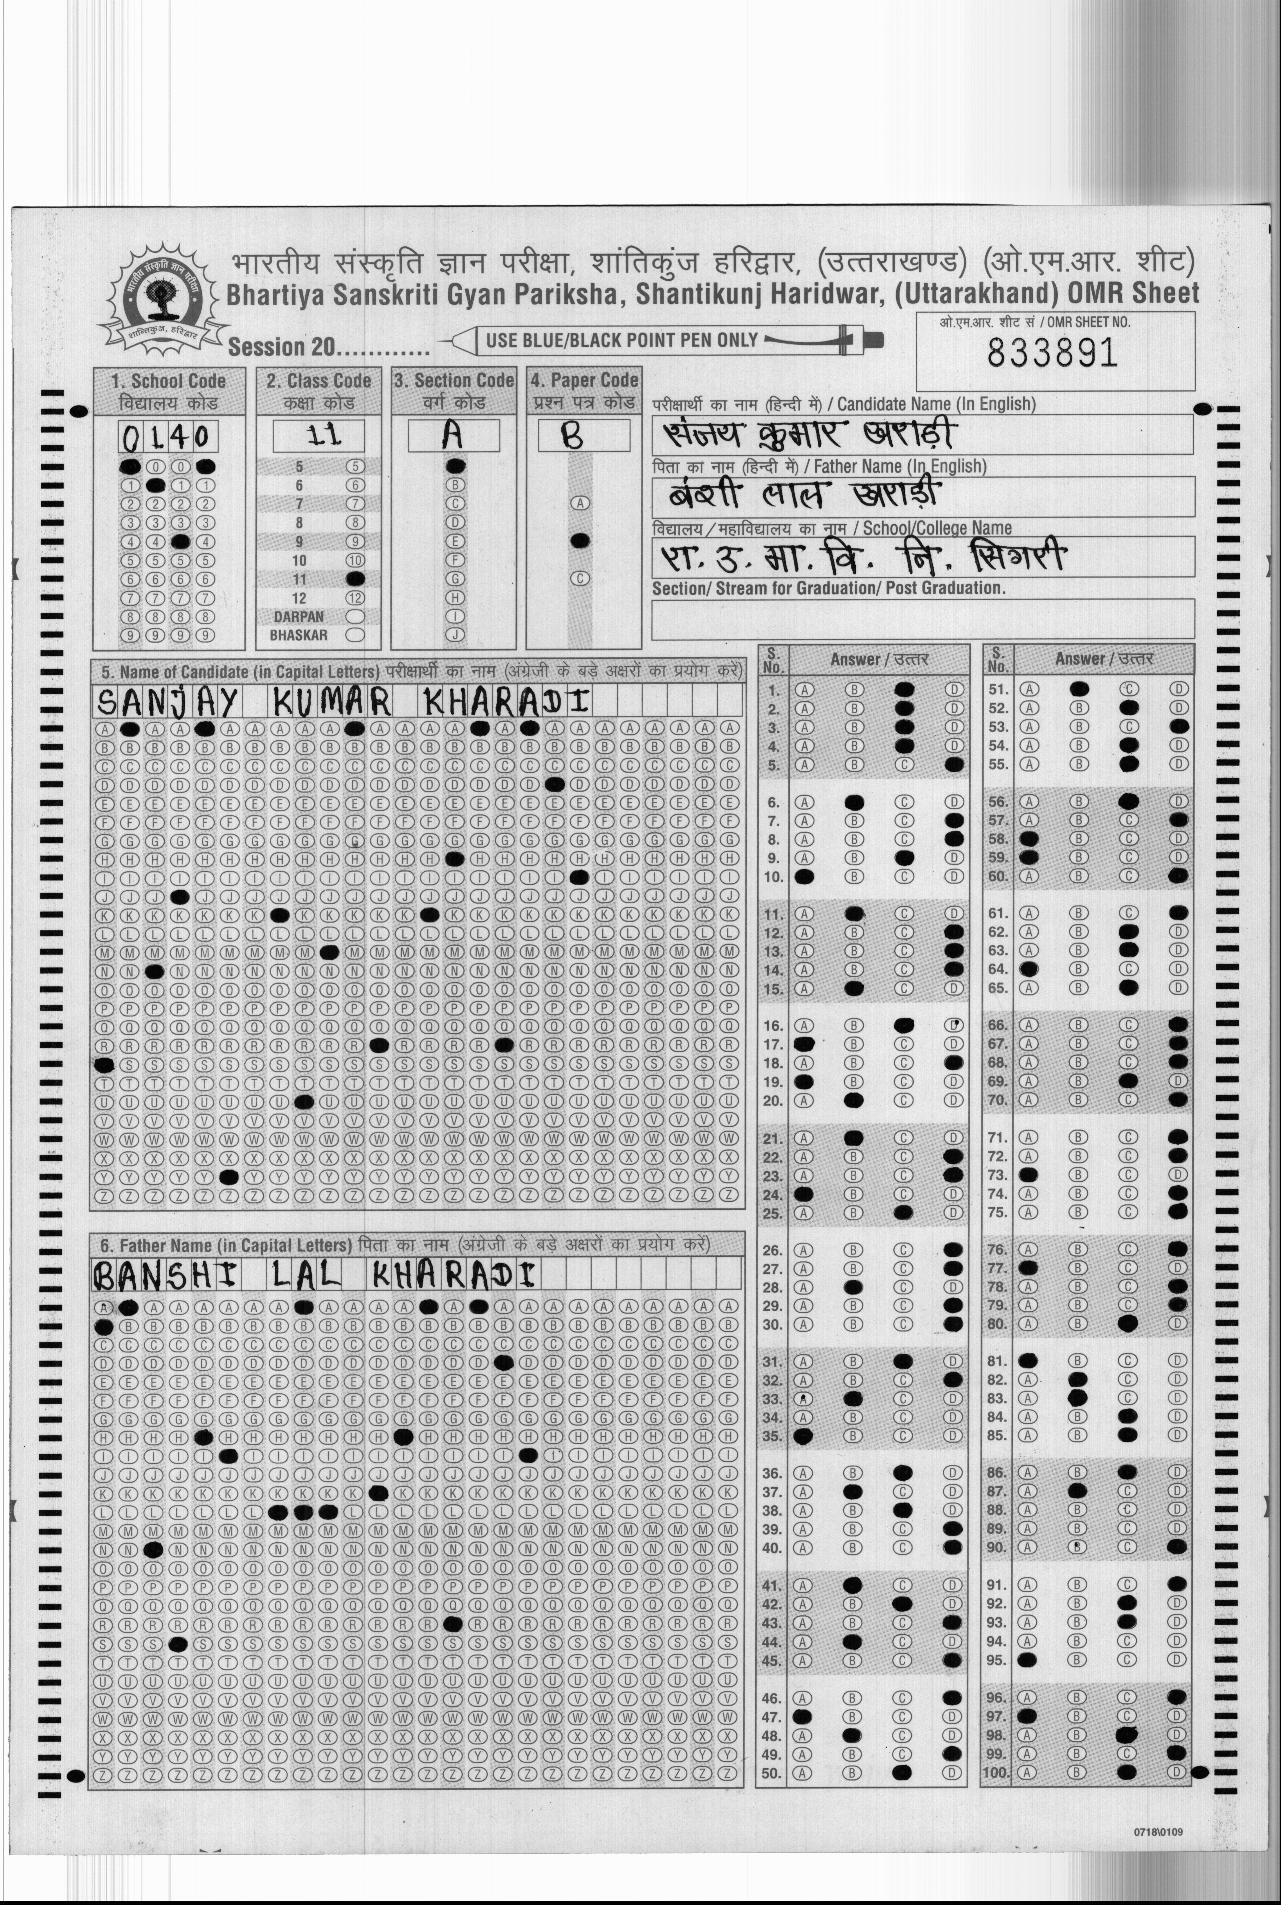 भारतीय संस्कृति ज्ञान परीक्षा, शांतिकुंज हरिद्वार, (उत्तराखण्ड) (ओ.एम.आर. शीट)
Bhartiya Sanskriti Gyan Pariksha, Shantikunj Haridwar, (Uttarakhand) OMR Sheet
Session 20............
USE BLUE/BLACK POINT PEN ONLY
ओ.एम.आर. शीट सं / OMR SHEET NO.
833891
1. School Code
विद्यालय कोड
0140
2. Class Code
कक्षा कोड
11
5
6
7
8
9
10
11
12
DARPAN
BHASKAR
3. Section Code
वर्ग कोड
A
4. Paper Code
प्रश्न पत्र कोड
B
परीक्षार्थी का नाम (हिन्दी में) / Candidate Name (In English)
संजय कुमार खराड़ी
पिता का नाम (हिन्दी में) / Father Name (In English)
बंशी लाल खराड़ी
विद्यालय/महाविद्यालय का नाम / School/College Name
रा. उ. मा. वि. नि. सिगरी
Section/ Stream for Graduation/ Post Graduation.
5. Name of Candidate (in Capital Letters) परीक्षार्थी का नाम (अंग्रेजी के बड़े अक्षरों का प्रयोग करें)
SANJAY KUMAR KHARADI
6. Father Name (in Capital Letters) पिता का नाम (अंग्रेजी के बड़े अक्षरों का प्रयोग करें)
BANSHI LAL KHARADI
S. No. Answer / उत्तर
S. No. Answer / उत्तर
0718\0109